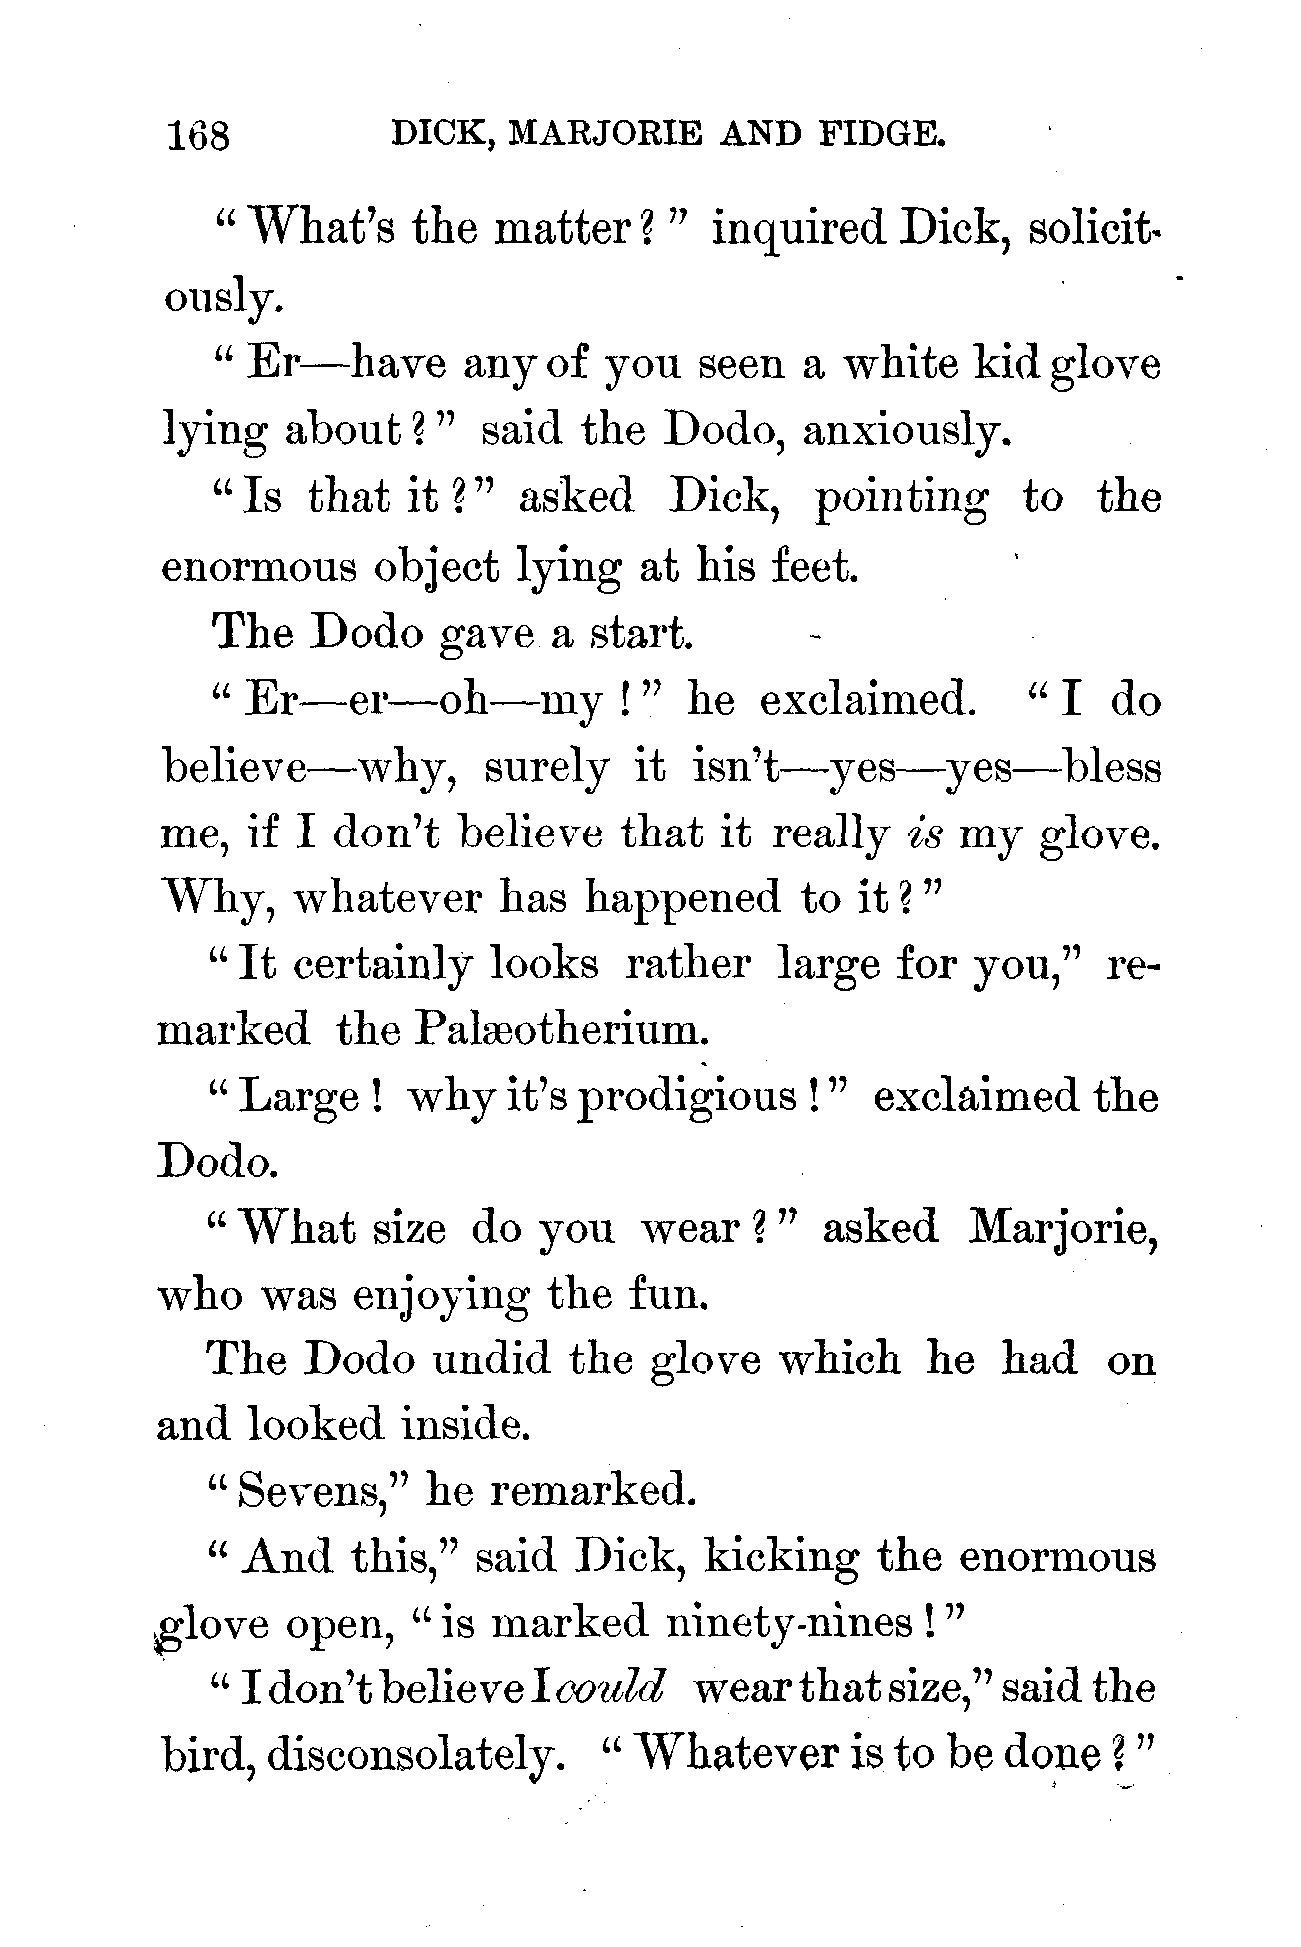 168 DICK, MARJORIE AND FIDGE.
“ What’s the matter ? ” inquired Dick, solicit-
ously.
“ Er—have any of you seen a white kid glove
lying about ? ” said the Dodo, anxiously.
“ Is that it ? ” asked Dick, pointing to the
enormous object lying at his feet.
The Dodo gave a start.
“ Er—er—oh—my ! ” he exclaimed. “ I do
believe—why, surely it isn’t—yes—yes—bless
me, if I don’t believe that it really is my glove.
Why, whatever has happened to it ? ”
“ It certainly looks rather large for you,” re-
marked the Palæotherium.
“ Large ! why it’s prodigious ! ” exclaimed the
Dodo.
“ What size do you wear ? ” asked Marjorie,
who was enjoying the fun.
The Dodo undid the glove which he had on
and looked inside.
“ Sevens,” he remarked.
“ And this,” said Dick, kicking the enormous
glove open, “ is marked ninety-nines ! ”
“ I don’t believe I could wear that size,” said the
bird, disconsolately. “ Whatever is to be done ? ”